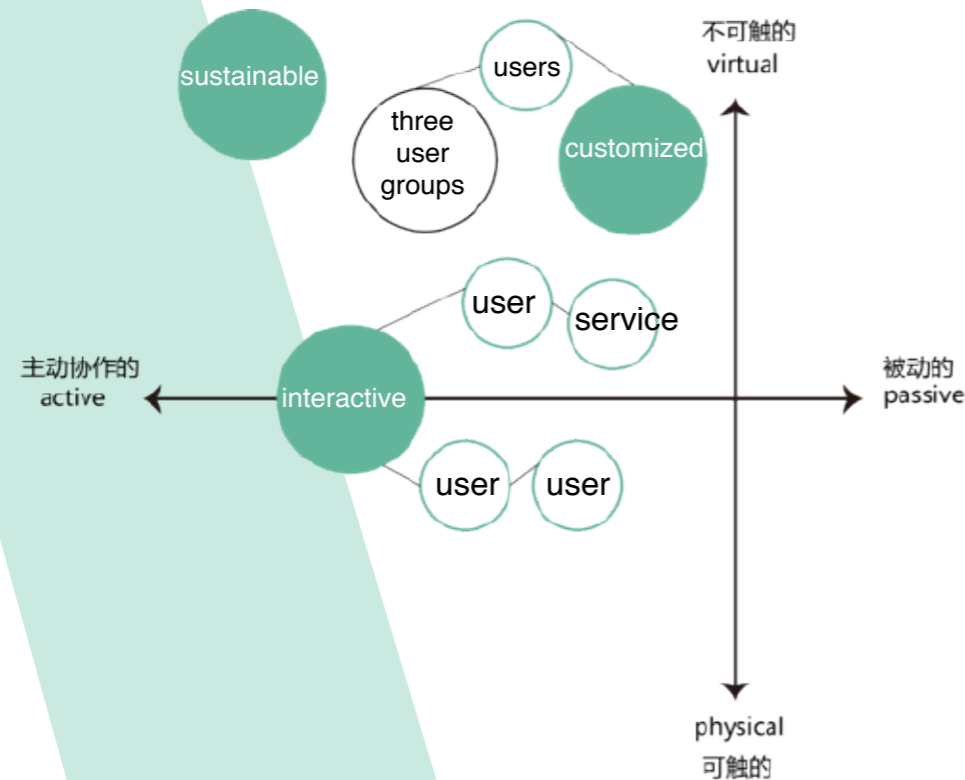 不可触的
virtual
sustainable
users
three
user
groups
customized
user
service
主动协作的
active
interactive
被动的
passive
user
user
physical
可触的